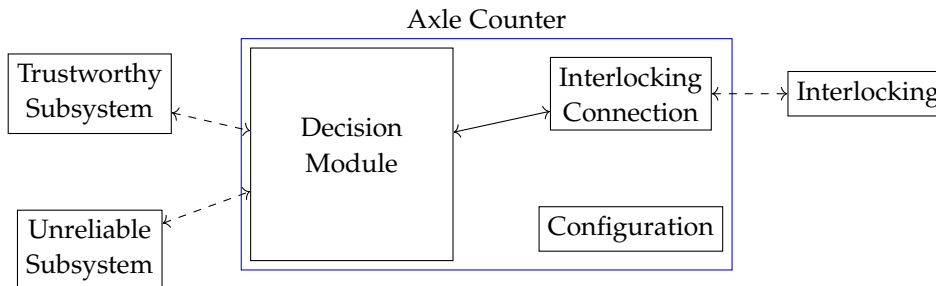 Axle Counter
Trustworthy
Subsystem
Decision
Module
Interlocking
Connection
Interlocking
Unreliable
Subsystem
Configuration